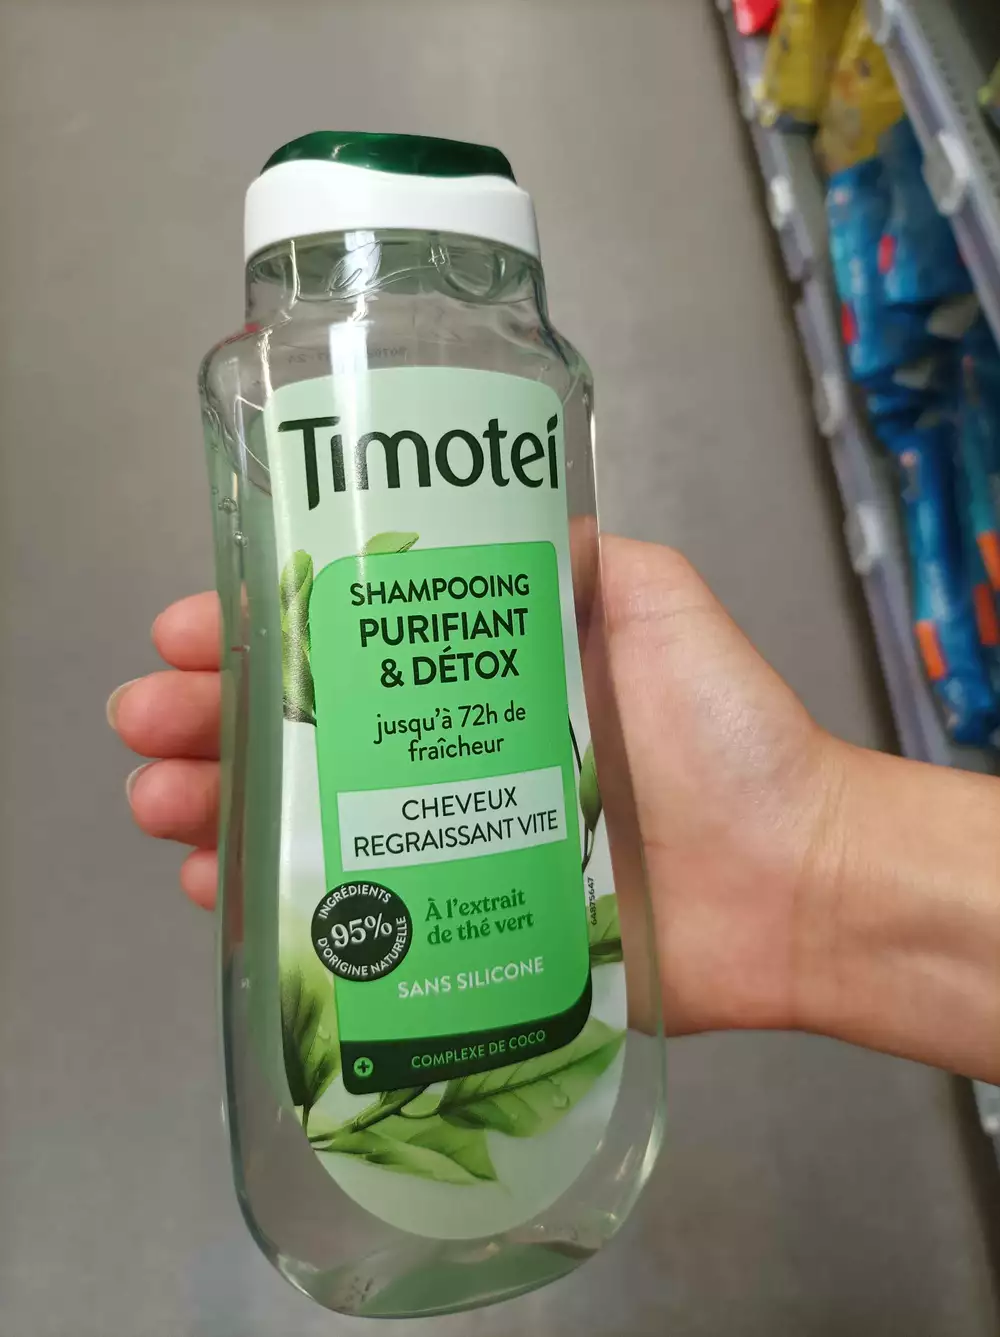 Timotei
SHAMPOOING
PURIFIANT
& DÉTOX
jusqu'à 72h de
fraîcheur
CHEVEUX
REGRAISSANT VITE
INGRÉDIENTS
95%
D'ORIGINE NATURELLE
À l'extrait
de thé vert
SANS SILICONE
COMPLEXE DE COCO
64875647